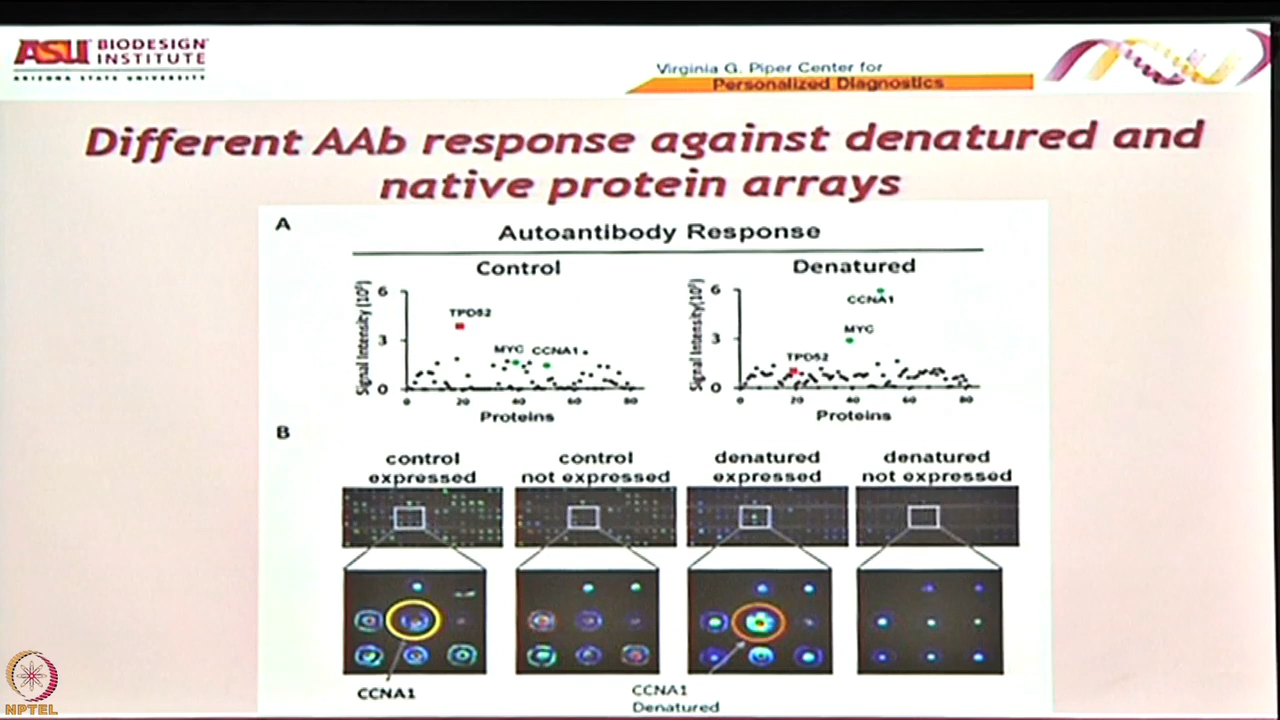 ASU BIODESIGN INSTITUTE
ARIZONA STATE UNIVERSITY
Virginia G. Piper Center for
Personalized Diagnostics
Different AAb response against denatured and
native protein arrays
A
Autoantibody Response
Control
Denatured
Signal Intensity (10⁵)
6
3
0
TPD52
MYC
CCNA1
0 20 40 60 80
Proteins
Signal Intensity(10⁵)
6
3
0
CCNA1
MYC
TPD52
0 20 40 60 80
Proteins
B
control
expressed
control
not expressed
denatured
expressed
denatured
not expressed
CCNA1
CCNA1
Denatured
NPTEL